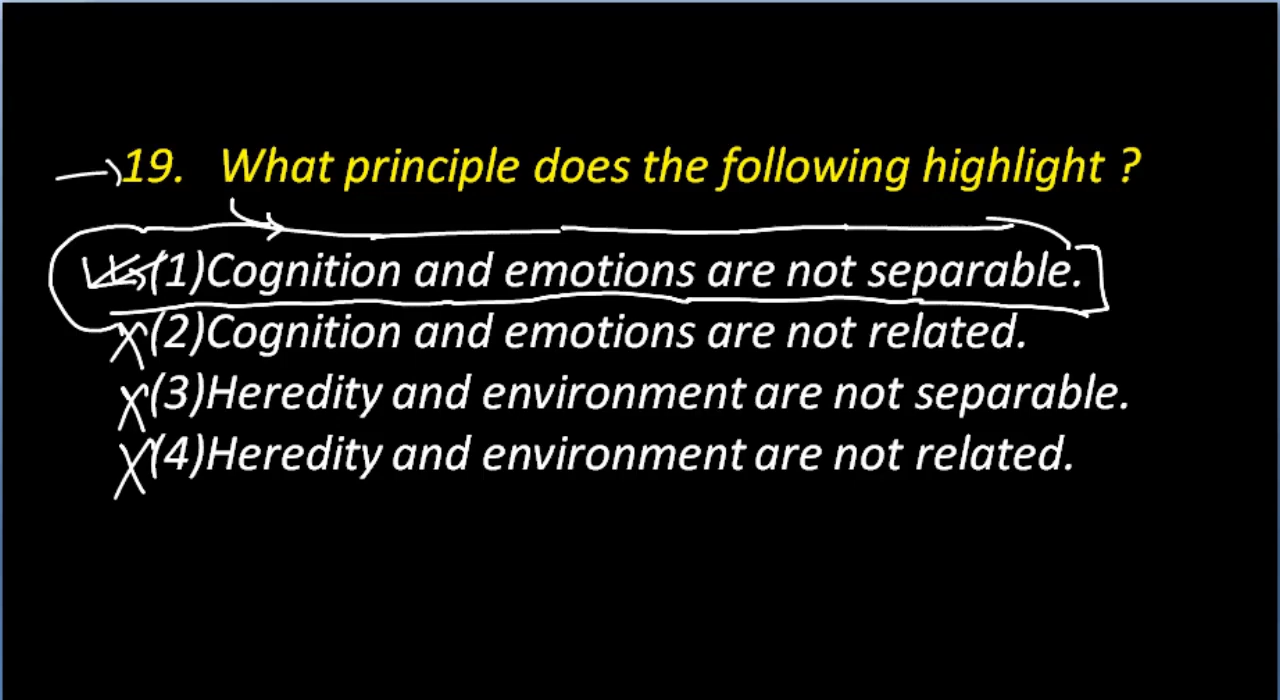 19. What principle does the following highlight ?
(1)Cognition and emotions are not separable.
(2)Cognition and emotions are not related.
(3)Heredity and environment are not separable.
(4)Heredity and environment are not related.